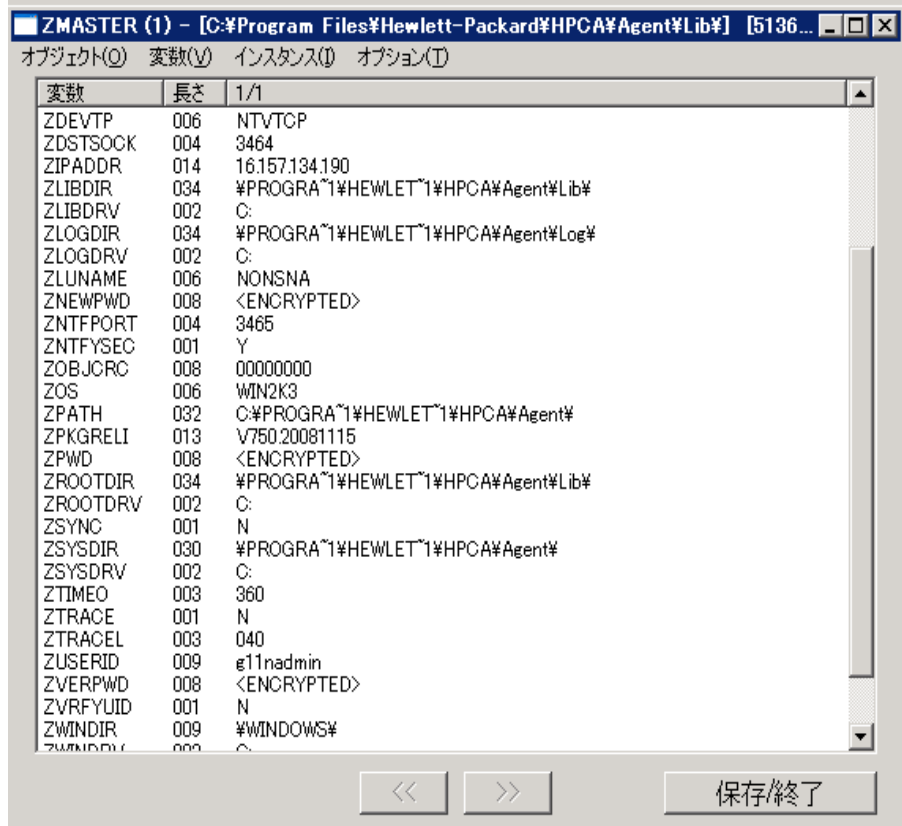 ZMASTER (1) - [C:¥Program Files¥Hewlett-Packard¥HPCA¥Agent¥Lib¥] [5136...
オブジェクト(O) 変数(V) インスタンス(I) オプション(T)
変数 長さ 1/1
ZDEVTP 006 NTVTCP
ZDSTSOCK 004 3464
ZIPADDR 014 16.157.134.190
ZLIBDIR 034 ¥PROGRA~1¥HEWLET~1¥HPCA¥Agent¥Lib¥
ZLIBDRV 002 C:
ZLOGDIR 034 ¥PROGRA~1¥HEWLET~1¥HPCA¥Agent¥Log¥
ZLOGDRV 002 C:
ZLUNAME 006 NONSNA
ZNEWPWD 008 <ENCRYPTED>
ZNTFPORT 004 3465
ZNTFYSEC 001 Y
ZOBJCRC 008 00000000
ZOS 006 WIN2K3
ZPATH 032 C:¥PROGRA~1¥HEWLET~1¥HPCA¥Agent¥
ZPKGRELI 013 V750.20081115
ZPWD 008 <ENCRYPTED>
ZROOTDIR 034 ¥PROGRA~1¥HEWLET~1¥HPCA¥Agent¥Lib¥
ZROOTDRV 002 C:
ZSYNC 001 N
ZSYSDIR 030 ¥PROGRA~1¥HEWLET~1¥HPCA¥Agent¥
ZSYSDRV 002 C:
ZTIMEO 003 360
ZTRACE 001 N
ZTRACEL 003 040
ZUSERID 009 g11nadmin
ZVERPWD 008 <ENCRYPTED>
ZVRFYUID 001 N
ZWINDIR 009 ¥WINDOWS¥
ZWINDRV 002 C:
<< >> 保存/終了